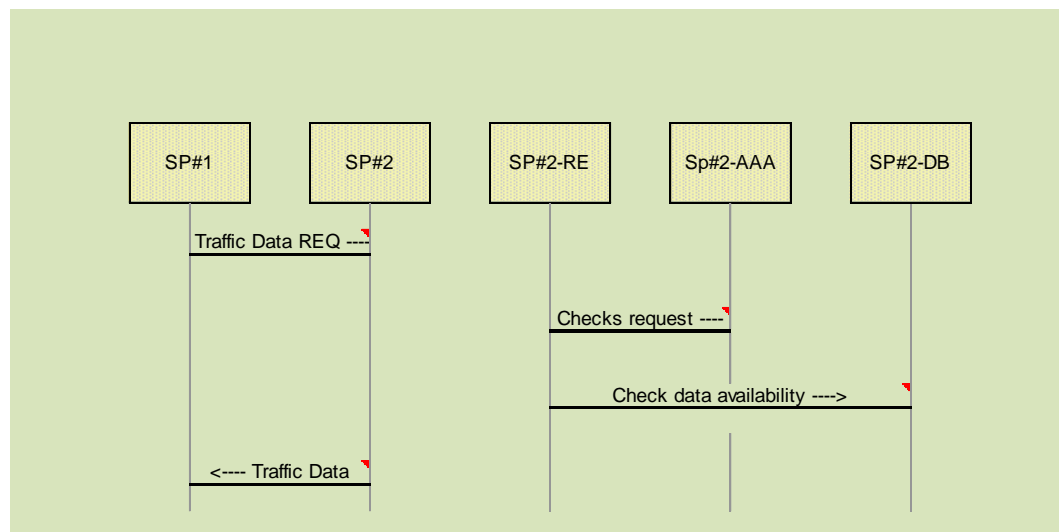 SP#1
SP#2
SP#2-RE
Sp#2-AAA
SP#2-DB
Traffic Data REQ ----
Checks request ----
Check data availability ---->
<---- Traffic Data